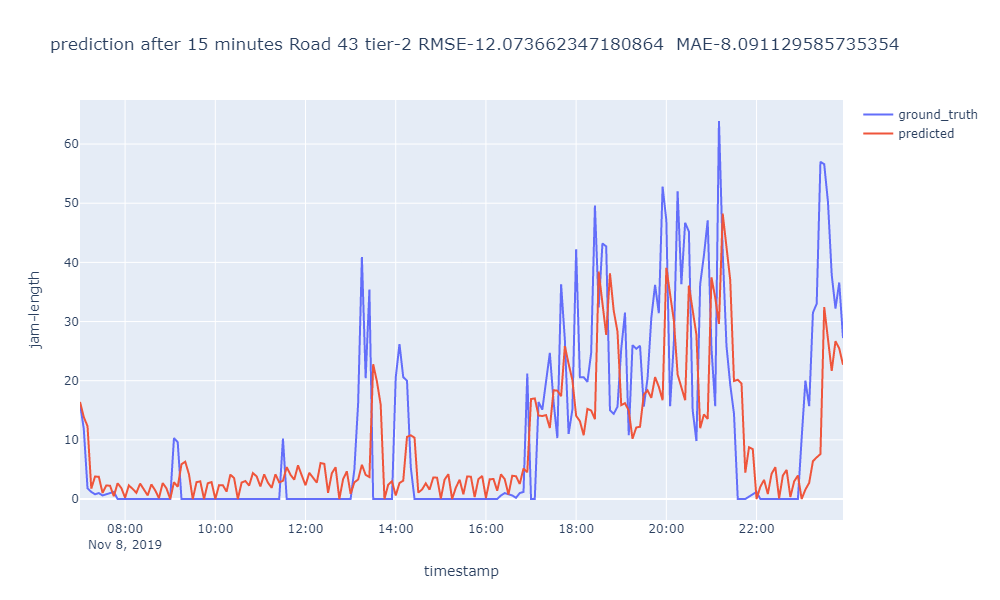 prediction after 15 minutes Road 43 tier-2 RMSE-12.073662347180864  MAE-8.091129585735354
ground_truth
predicted
60
50
40
30
20
10
0
jam-length
08:00 10:00 12:00 14:00 16:00 18:00 20:00 22:00
Nov 8, 2019
timestamp